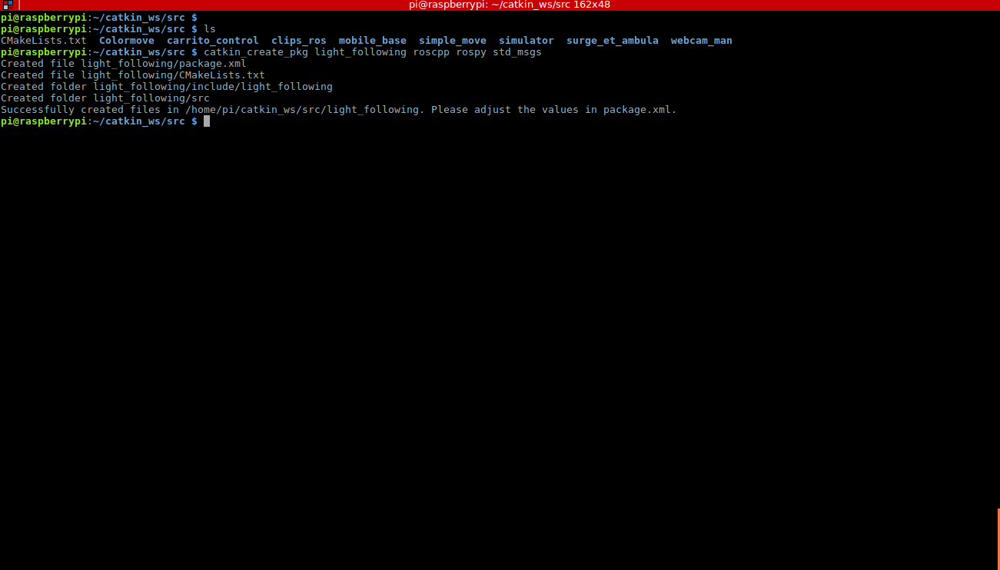 pi@raspberrypi: ~/catkin_ws/src 162x48
pi@raspberrypi:~/catkin_ws/src $
pi@raspberrypi:~/catkin_ws/src $ ls
CMakeLists.txt  Colormove  carrito_control  clips_ros  mobile_base  simple_move  simulator  surge_et_ambula  webcam_man
pi@raspberrypi:~/catkin_ws/src $ catkin_create_pkg light_following roscpp rospy std_msgs
Created file light_following/package.xml
Created file light_following/CMakeLists.txt
Created folder light_following/include/light_following
Created folder light_following/src
Successfully created files in /home/pi/catkin_ws/src/light_following. Please adjust the values in package.xml.
pi@raspberrypi:~/catkin_ws/src $